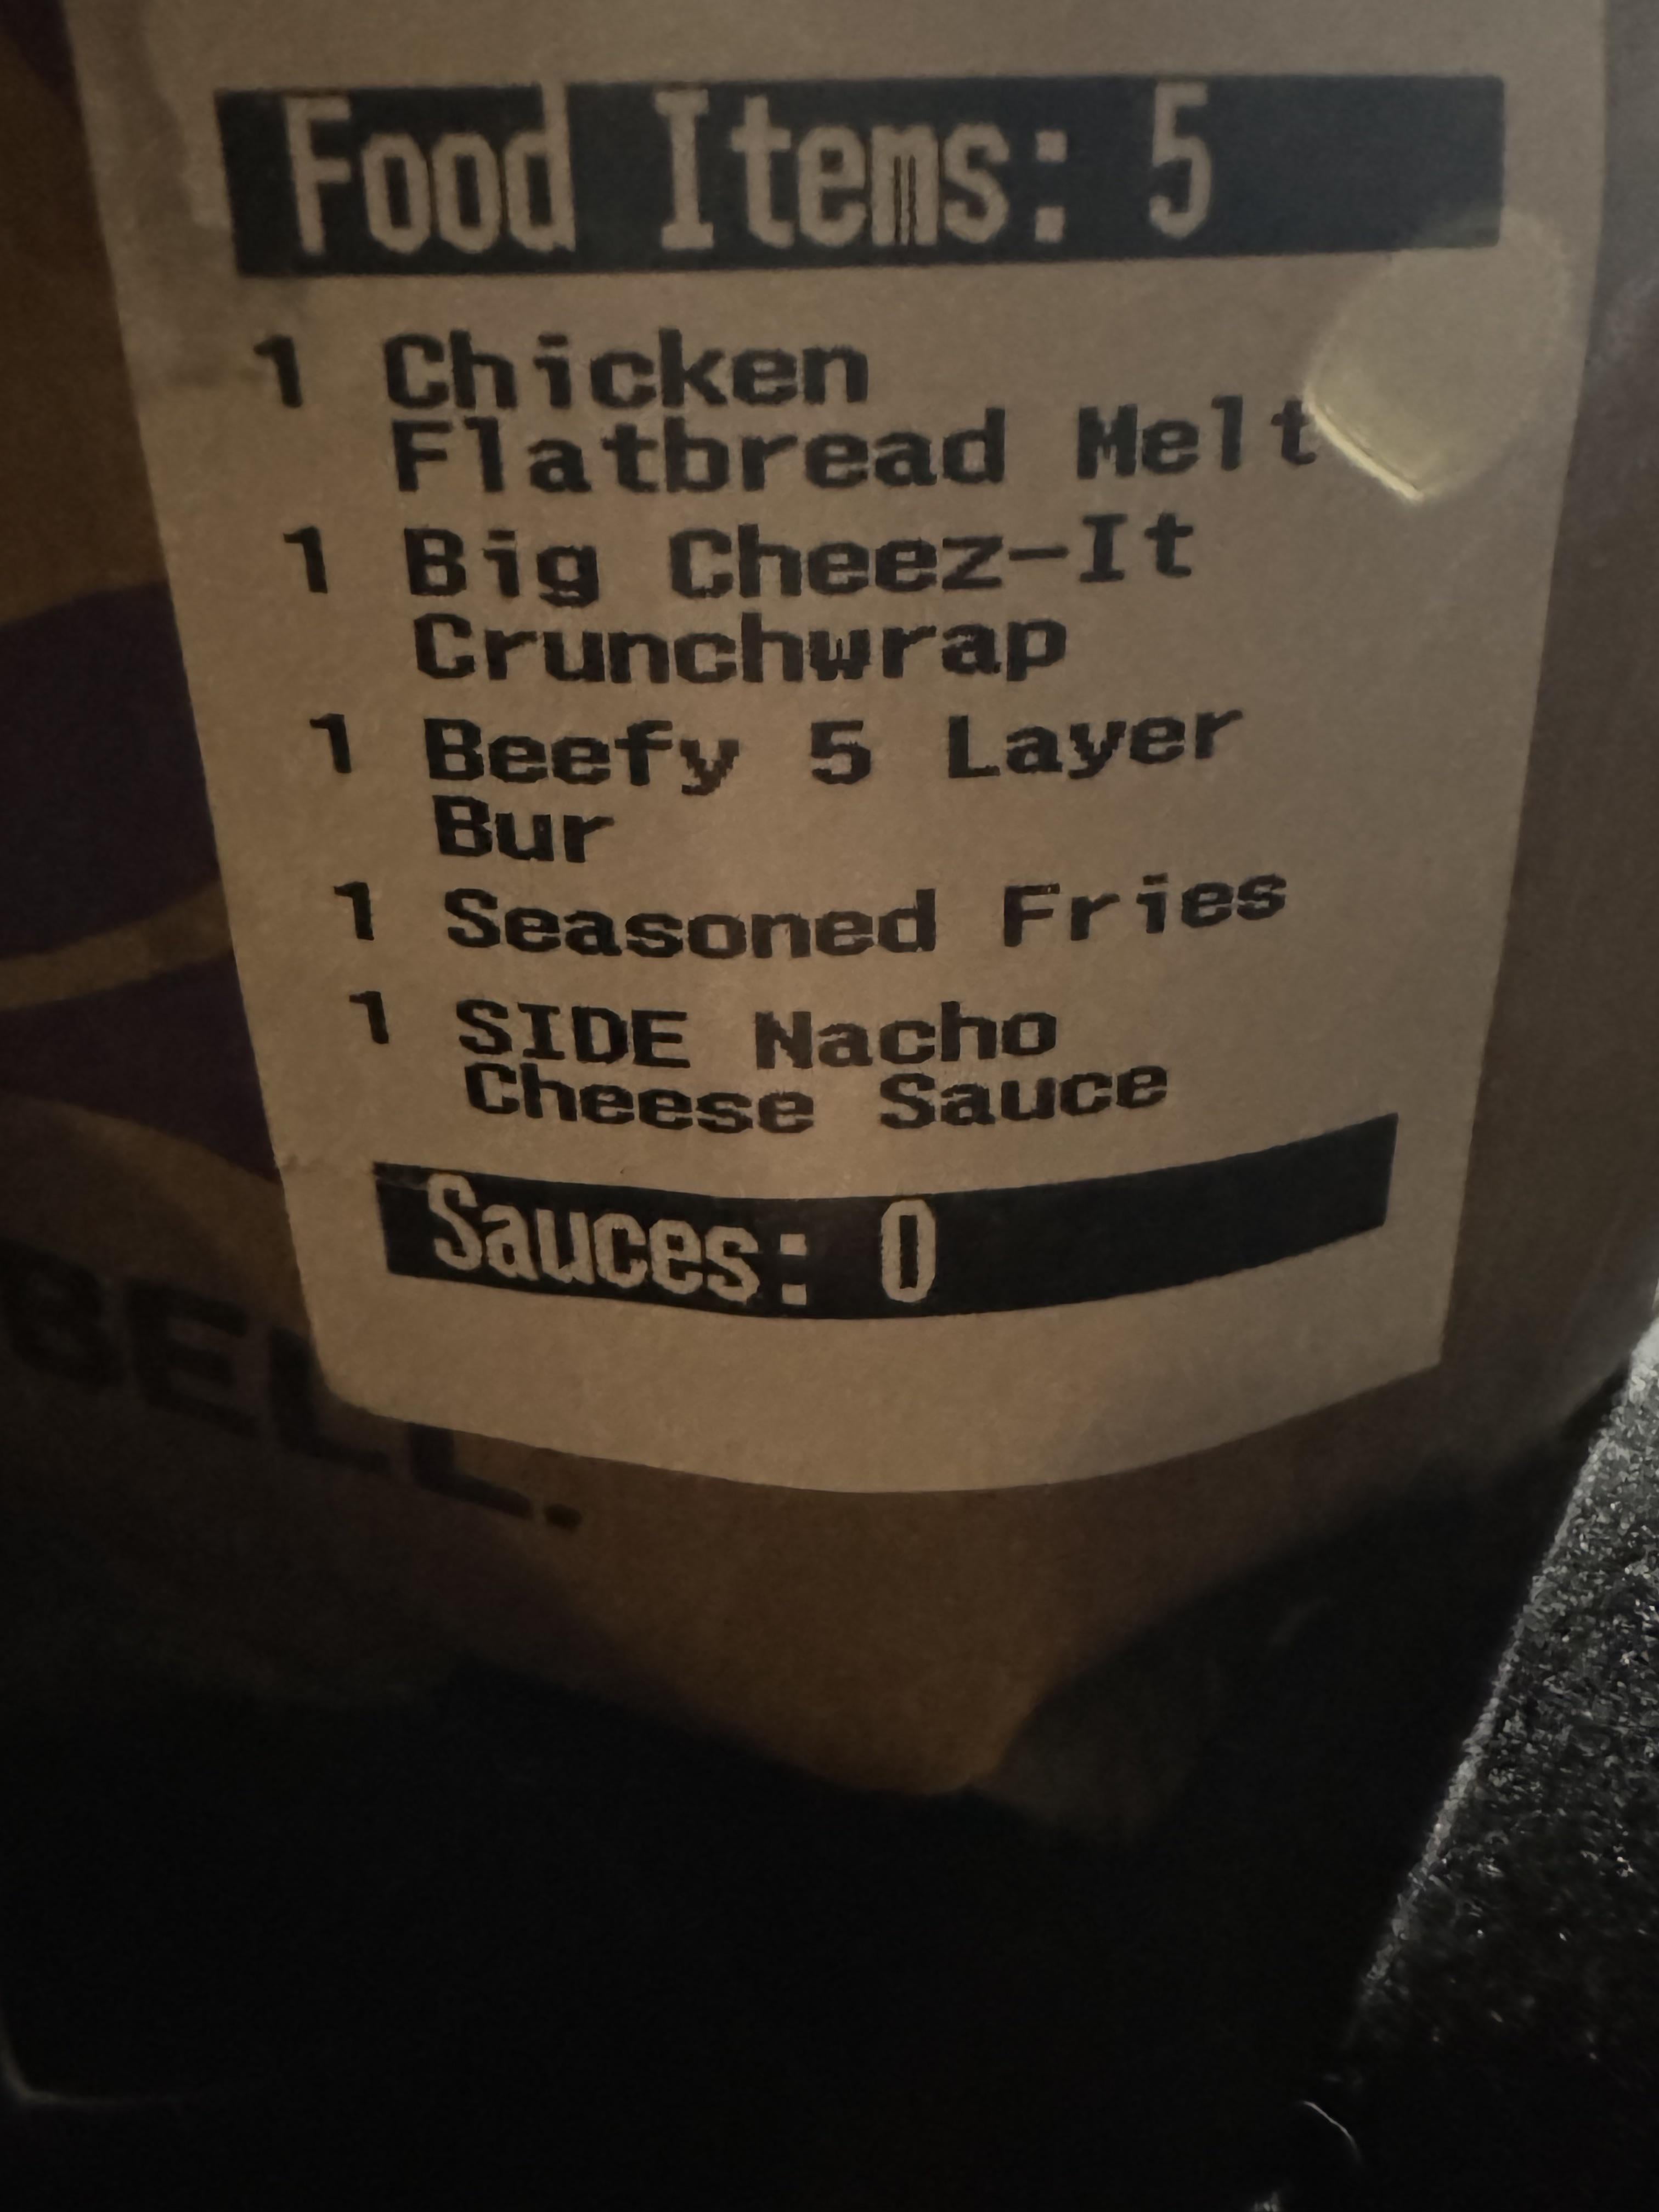 Food Items: 5
1 Chicken
Flatbread Melt
1 Big Cheez-It
Crunchwrap
1 Beefy 5 Layer
Bur
1 Seasoned Fries
1 SIDE Nacho
Cheese Sauce
Sauces: 0
BELL.